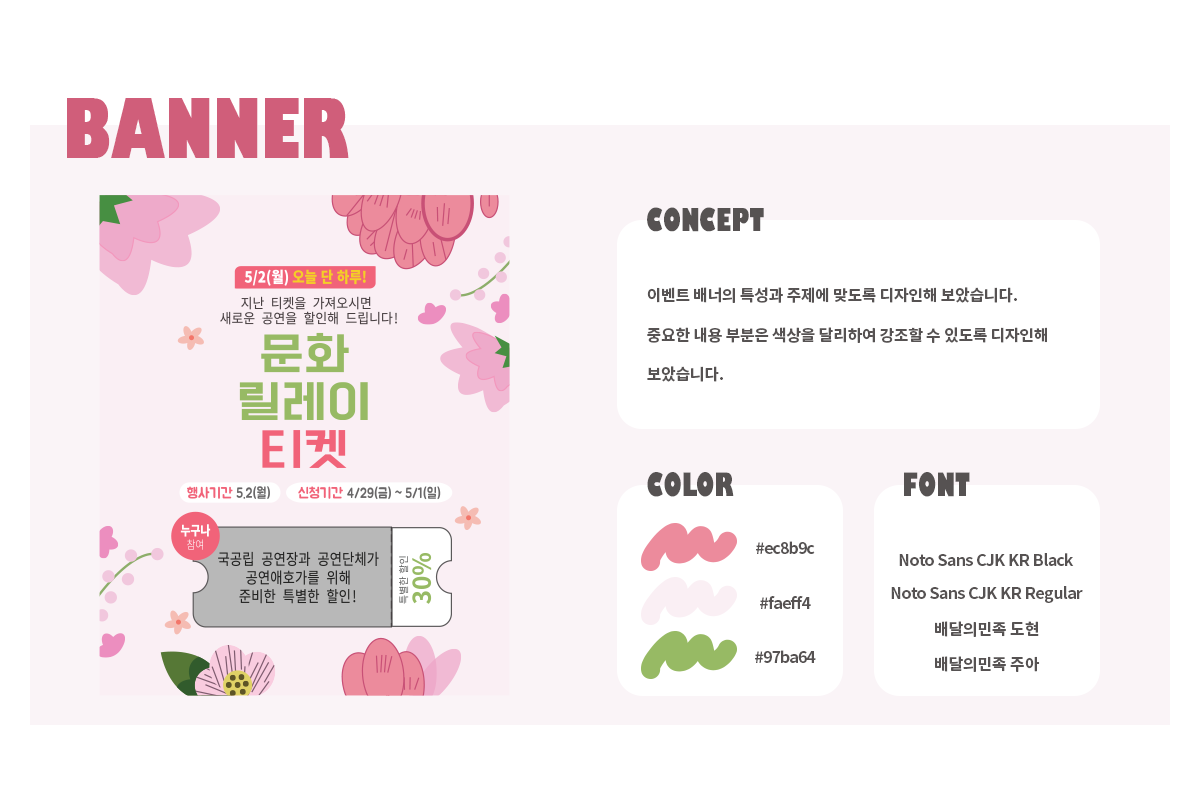 BANNER
5/2(월) 오늘 단 하루!
지난 티켓을 가져오시면
새로운 공연을 할인해 드립니다!
문화
릴레이
티켓
행사기간 5.2(월)
신청기간 4/29(금) ~ 5/1(일)
누구나
참여
국공립 공연장과 공연단체가
공연애호가를 위해
준비한 특별한 할인!
특별한 할인
30%
CONCEPT
이벤트 배너의 특성과 주제에 맞도록 디자인해 보았습니다.
중요한 내용 부분은 색상을 달리하여 강조할 수 있도록 디자인해
보았습니다.
COLOR
#ec8b9c
#faeff4
#97ba64
FONT
Noto Sans CJK KR Black
Noto Sans CJK KR Regular
배달의민족 도현
배달의민족 주아